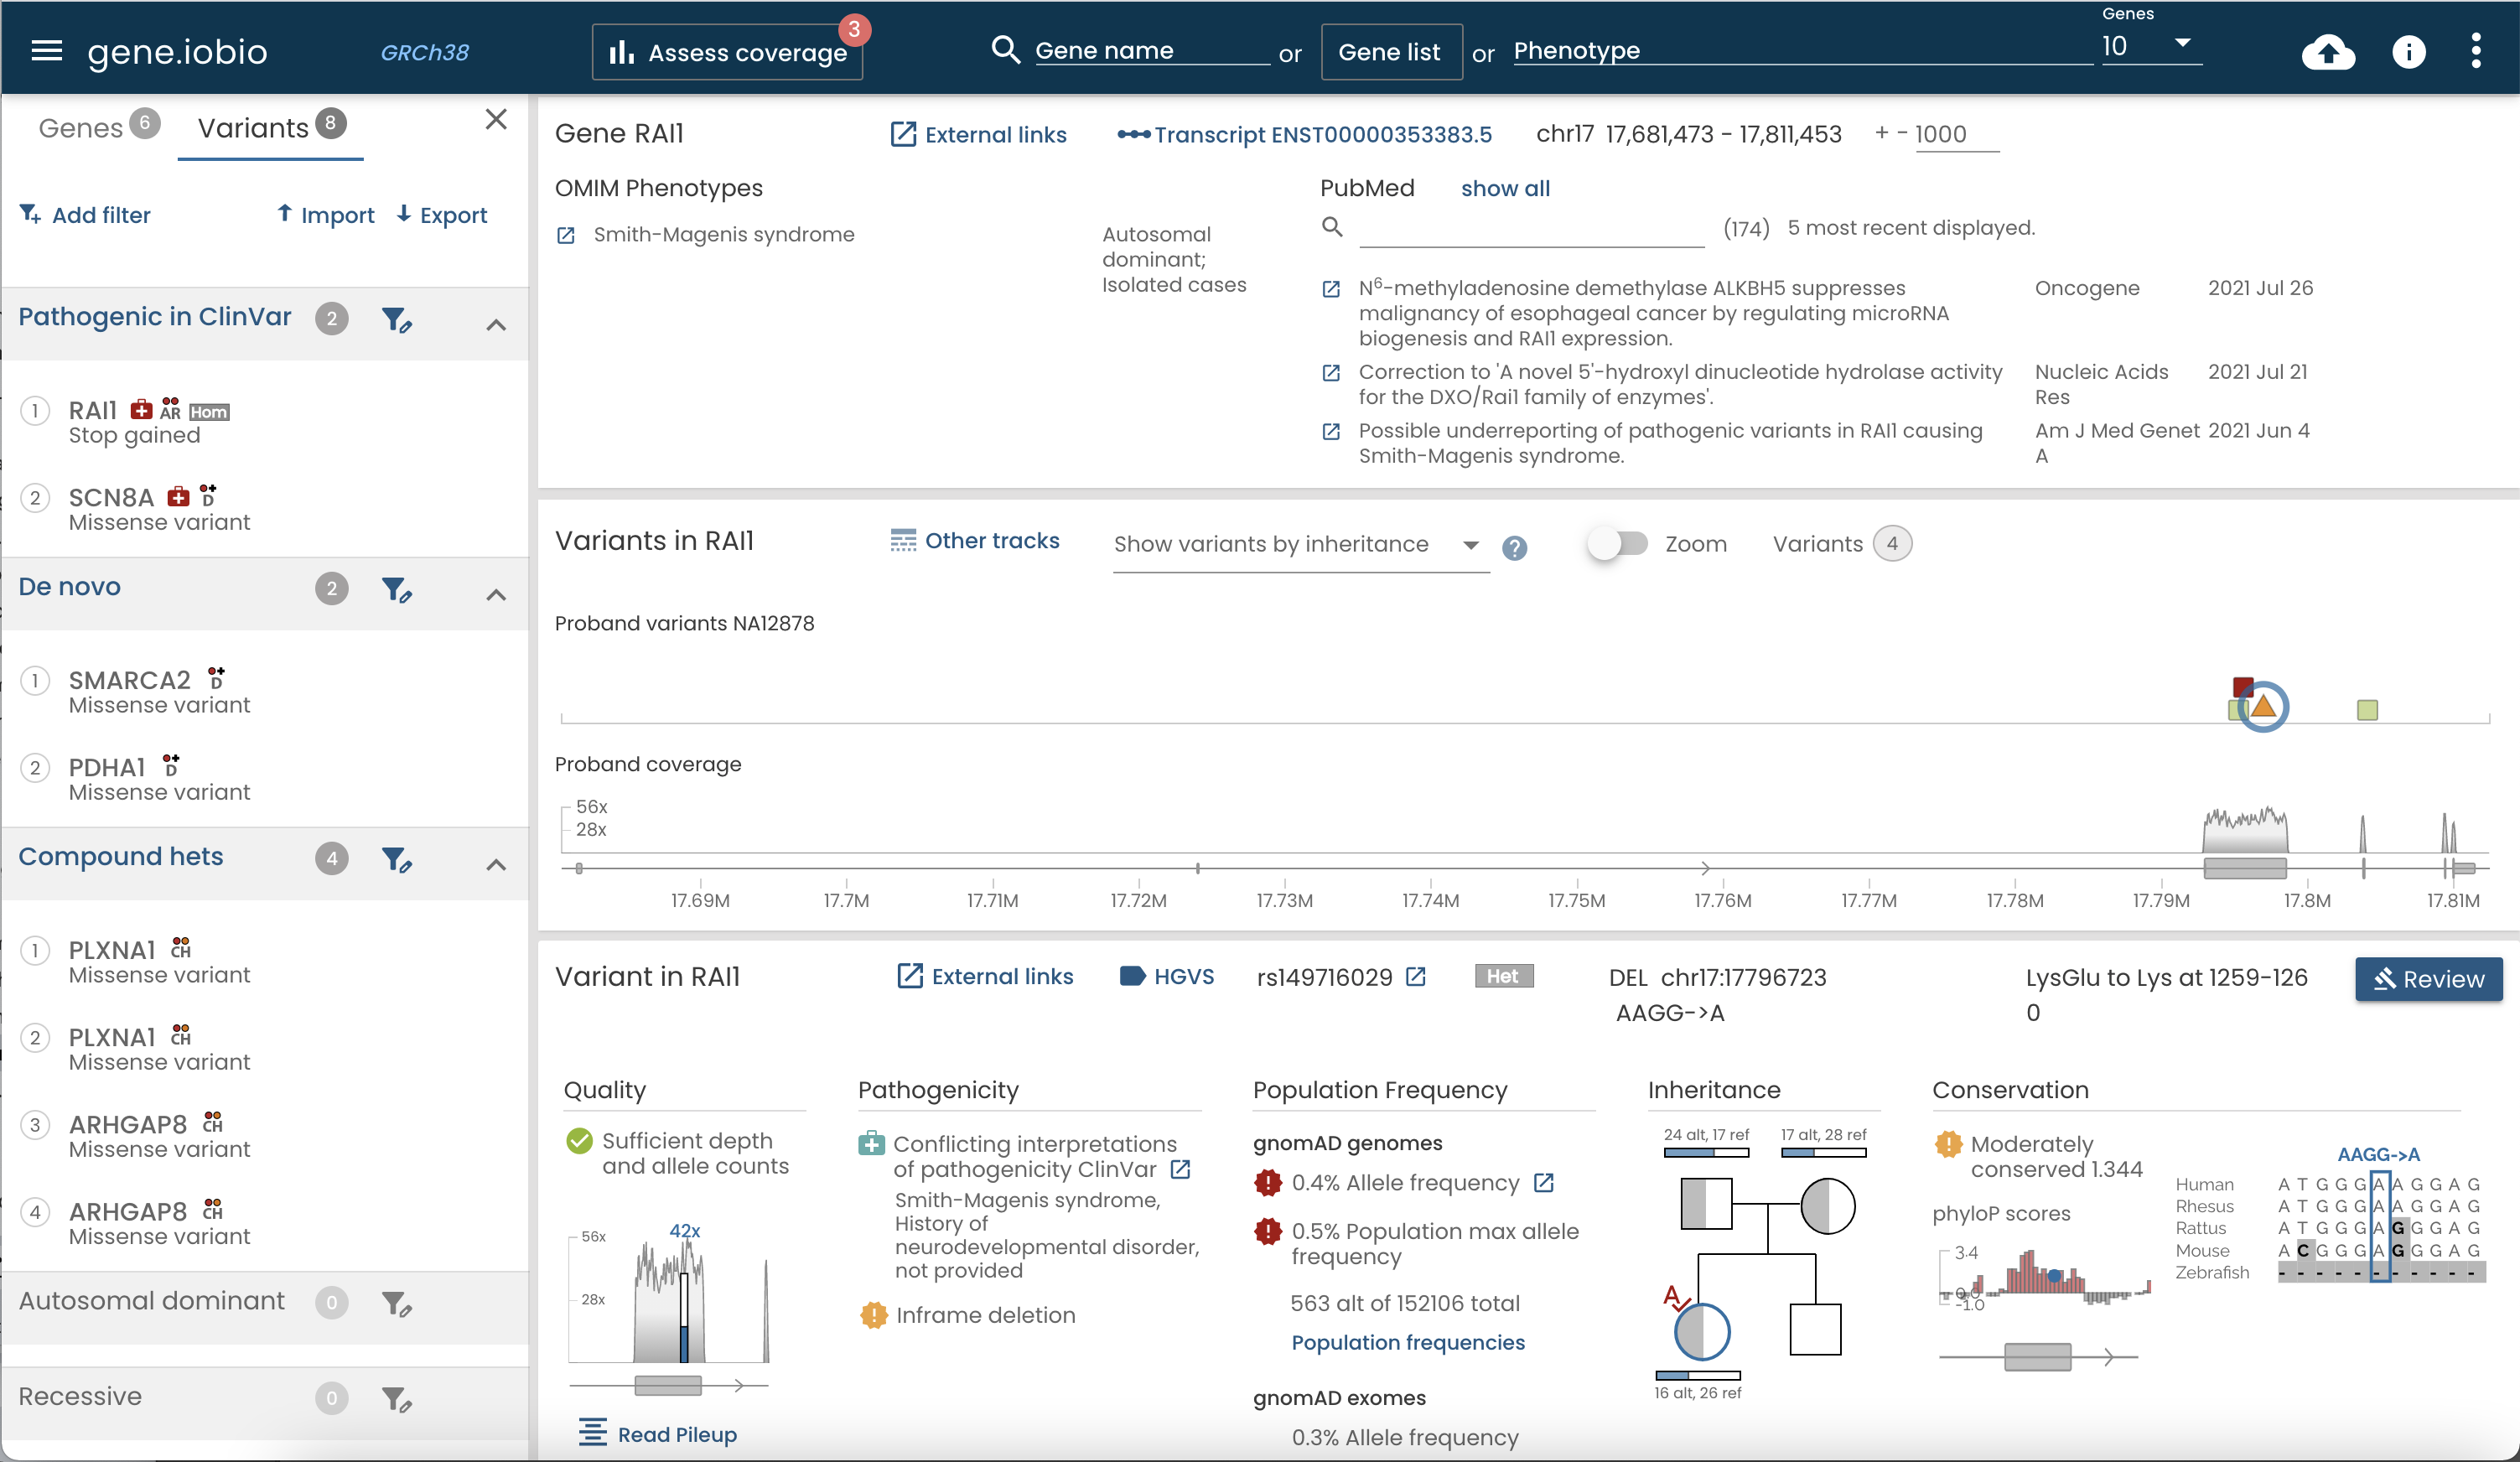 gene.iobio
GRCh38
Assess coverage
3
Gene name
or
Gene list
or
Phenotype
Genes
10
Genes 6
Variants 8
Add filter
Import
Export
Pathogenic in ClinVar 2
1 RAI1 AR Hom
Stop gained
2 SCN8A D
Missense variant
De novo 2
1 SMARCA2 D
Missense variant
2 PDHA1 D
Missense variant
Compound hets 4
1 PLXNA1 CH
Missense variant
2 PLXNA1 CH
Missense variant
3 ARHGAP8 CH
Missense variant
4 ARHGAP8 CH
Missense variant
Autosomal dominant 0
Recessive 0
Gene RAI1
External links
Transcript ENST00000353383.5
chr17 17,681,473 - 17,811,453
+ - 1000
OMIM Phenotypes
Smith-Magenis syndrome
Autosomal
dominant;
Isolated cases
PubMed
show all
(174) 5 most recent displayed.
N6-methyladenosine demethylase ALKBH5 suppresses
malignancy of esophageal cancer by regulating microRNA
biogenesis and RAI1 expression.
Oncogene
2021 Jul 26
Correction to 'A novel 5'-hydroxyl dinucleotide hydrolase activity
for the DXO/Rai1 family of enzymes'.
Nucleic Acids
Res
2021 Jul 21
Possible underreporting of pathogenic variants in RAI1 causing
Smith-Magenis syndrome.
Am J Med Genet
A
2021 Jun 4
Variants in RAI1
Other tracks
Show variants by inheritance
?
Zoom
Variants 4
Proband variants NA12878
Proband coverage
56x
28x
17.69M 17.7M 17.71M 17.72M 17.73M 17.74M 17.75M 17.76M 17.77M 17.78M 17.79M 17.8M 17.81M
Variant in RAI1
External links
HGVS
rs149716029
Het
DEL chr17:17796723
AAGG->A
LysGlu to Lys at 1259-126
0
Review
Quality
Sufficient depth
and allele counts
42x
56x
28x
Read Pileup
Pathogenicity
Conflicting interpretations
of pathogenicity ClinVar
Smith-Magenis syndrome,
History of
neurodevelopmental disorder,
not provided
Inframe deletion
Population Frequency
gnomAD genomes
0.4% Allele frequency
0.5% Population max allele
frequency
563 alt of 152106 total
Population frequencies
gnomAD exomes
0.3% Allele frequency
Inheritance
24 alt, 17 ref
17 alt, 28 ref
A
16 alt, 26 ref
Conservation
Moderately
conserved 1.344
phyloP scores
3.4
0.0
-1.0
AAGG->A
Human A T G G G A A G G A G
Rhesus A T G G G A A G G A G
Rattus A T G G G A G G G A G
Mouse A C G G G A G G G A G
Zebrafish - - - - - - - - - - -